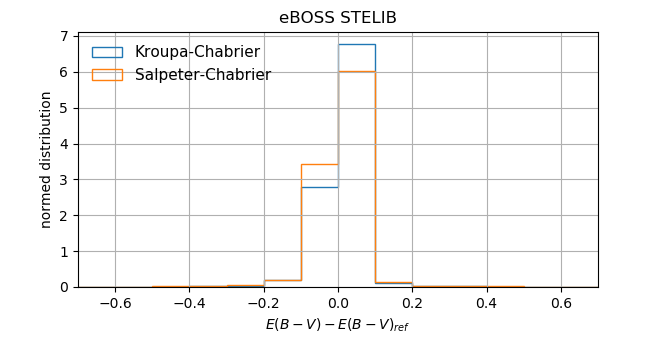 eBOSS STELIB
Kroupa-Chabrier
Salpeter-Chabrier
normed distribution
7
6
5
4
3
2
1
0
−0.6 −0.4 −0.2 0.0 0.2 0.4 0.6
E(B − V) − E(B − V)ref